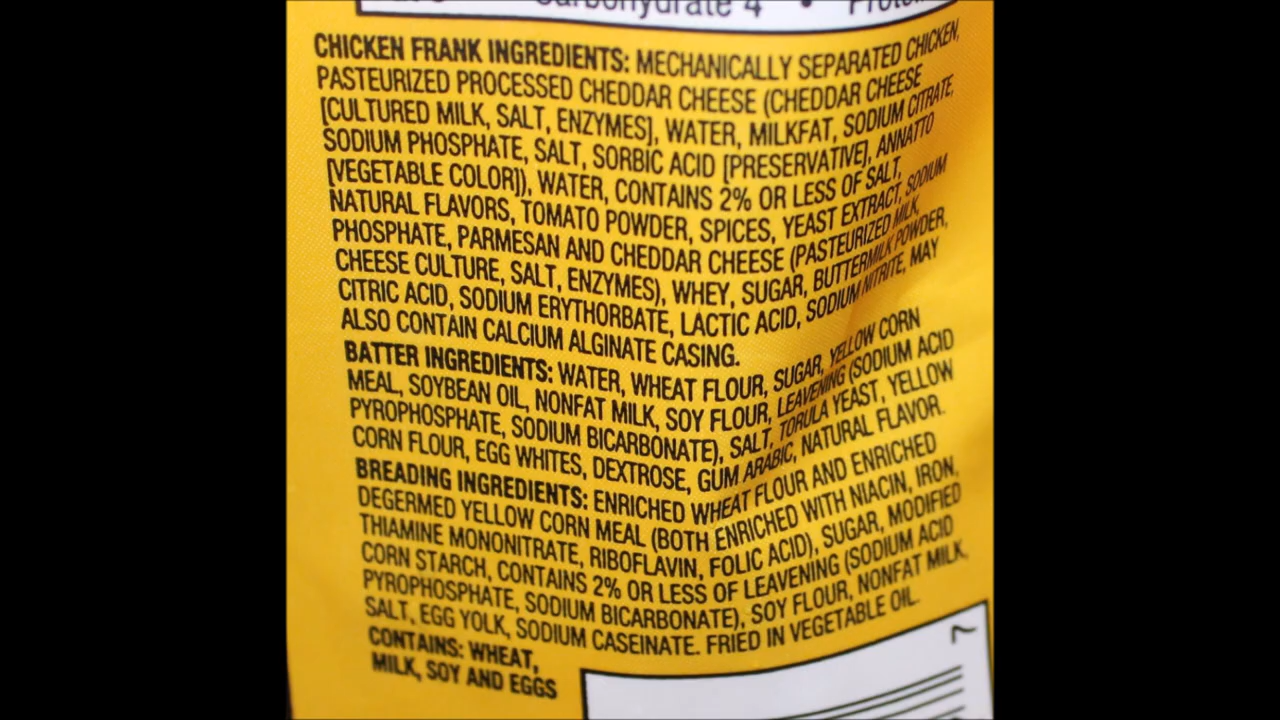 Carbohydrate 4 •
CHICKEN FRANK INGREDIENTS: MECHANICALLY SEPARATED CHICKEN,
PASTEURIZED PROCESSED CHEDDAR CHEESE (CHEDDAR CHEESE
[CULTURED MILK, SALT, ENZYMES], WATER, MILKFAT, SODIUM CITRATE,
SODIUM PHOSPHATE, SALT, SORBIC ACID [PRESERVATIVE], ANNATTO
[VEGETABLE COLOR]), WATER, CONTAINS 2% OR LESS OF SALT,
NATURAL FLAVORS, TOMATO POWDER, SPICES, YEAST EXTRACT, SODIUM
PHOSPHATE, PARMESAN AND CHEDDAR CHEESE (PASTEURIZED MILK,
CHEESE CULTURE, SALT, ENZYMES), WHEY, SUGAR, BUTTERMILK POWDER,
CITRIC ACID, SODIUM ERYTHORBATE, LACTIC ACID, SODIUM NITRITE, MAY
ALSO CONTAIN CALCIUM ALGINATE CASING.
BATTER INGREDIENTS: WATER, WHEAT FLOUR, SUGAR, YELLOW CORN
MEAL, SOYBEAN OIL, NONFAT MILK, SOY FLOUR, LEAVENING (SODIUM ACID
PYROPHOSPHATE, SODIUM BICARBONATE), SALT, TORULA YEAST, YELLOW
CORN FLOUR, EGG WHITES, DEXTROSE, GUM ARABIC, NATURAL FLAVOR.
BREADING INGREDIENTS: ENRICHED WHEAT FLOUR AND ENRICHED
DEGERMED YELLOW CORN MEAL (BOTH ENRICHED WITH NIACIN, IRON,
THIAMINE MONONITRATE, RIBOFLAVIN, FOLIC ACID), SUGAR, MODIFIED
CORN STARCH, CONTAINS 2% OR LESS OF LEAVENING (SODIUM ACID
PYROPHOSPHATE, SODIUM BICARBONATE), SOY FLOUR, NONFAT MILK,
SALT, EGG YOLK, SODIUM CASEINATE. FRIED IN VEGETABLE OIL.
CONTAINS: WHEAT,
MILK, SOY AND EGGS
7